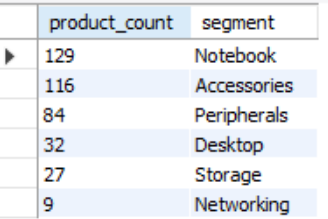 product_count segment
129 Notebook
116 Accessories
84 Peripherals
32 Desktop
27 Storage
9 Networking